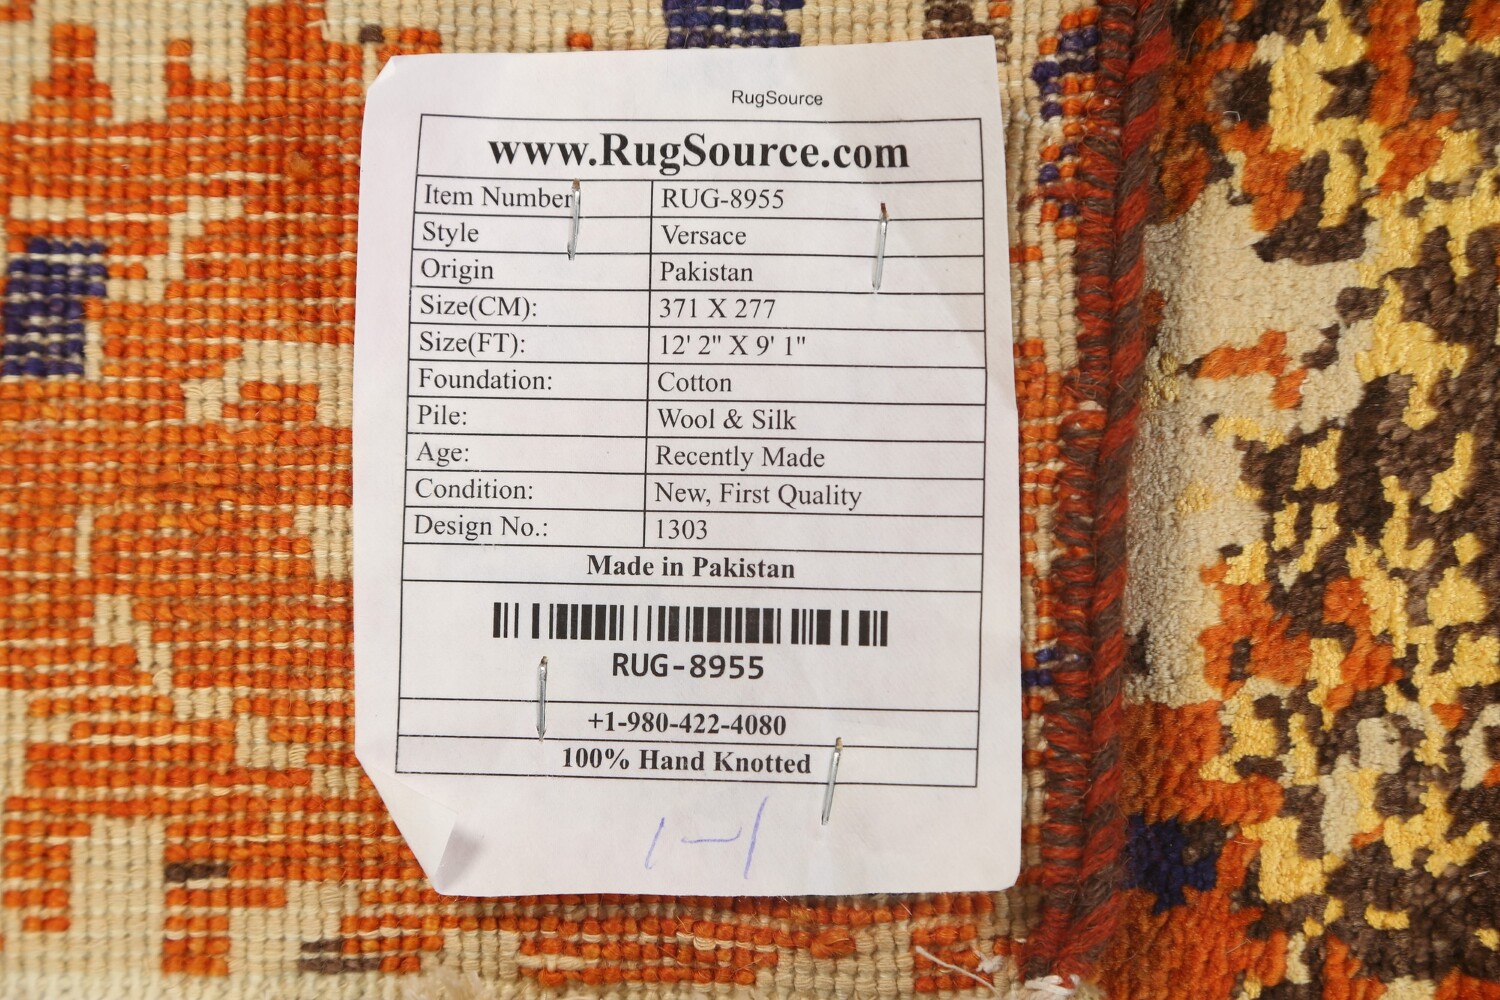 RugSource
www.RugSource.com
Item Number RUG-8955
Style Versace
Origin Pakistan
Size(CM): 371 X 277
Size(FT): 12' 2" X 9' 1"
Foundation: Cotton
Pile: Wool & Silk
Age: Recently Made
Condition: New, First Quality
Design No.: 1303
Made in Pakistan
RUG-8955
+1-980-422-4080
100% Hand Knotted
1-1